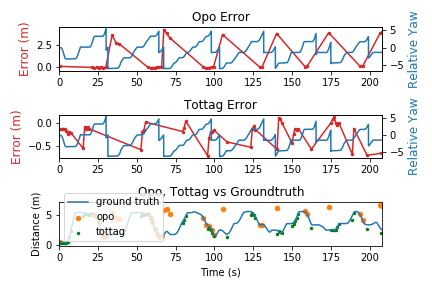 Opo Error
Error (m)
2.5
0.0
5
0
−5
Relative Yaw
0 25 50 75 100 125 150 175 200
Tottag Error
Error (m)
0.0
−0.5
5
0
−5
Relative Yaw
0 25 50 75 100 125 150 175 200
Opo, Tottag vs Groundtruth
Distance (m)
5
0
ground truth
opo
tottag
0 25 50 75 100 125 150 175 200
Time (s)